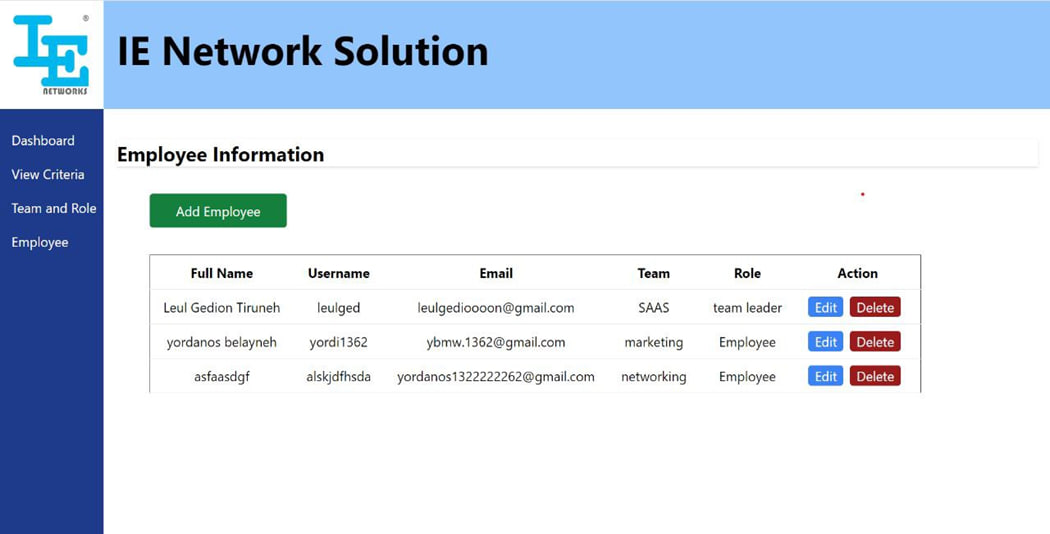 IE
®
NETWORKS
IE Network Solution
Dashboard
View Criteria
Team and Role
Employee
Employee Information
Add Employee
Full Name Username Email Team Role Action
Leul Gedion Tiruneh leulged leulgedioooon@gmail.com SAAS team leader Edit Delete
yordanos belayneh yordi1362 ybmw.1362@gmail.com marketing Employee Edit Delete
asfaasdgf alskjdfhsda yordanos1322222262@gmail.com networking Employee Edit Delete